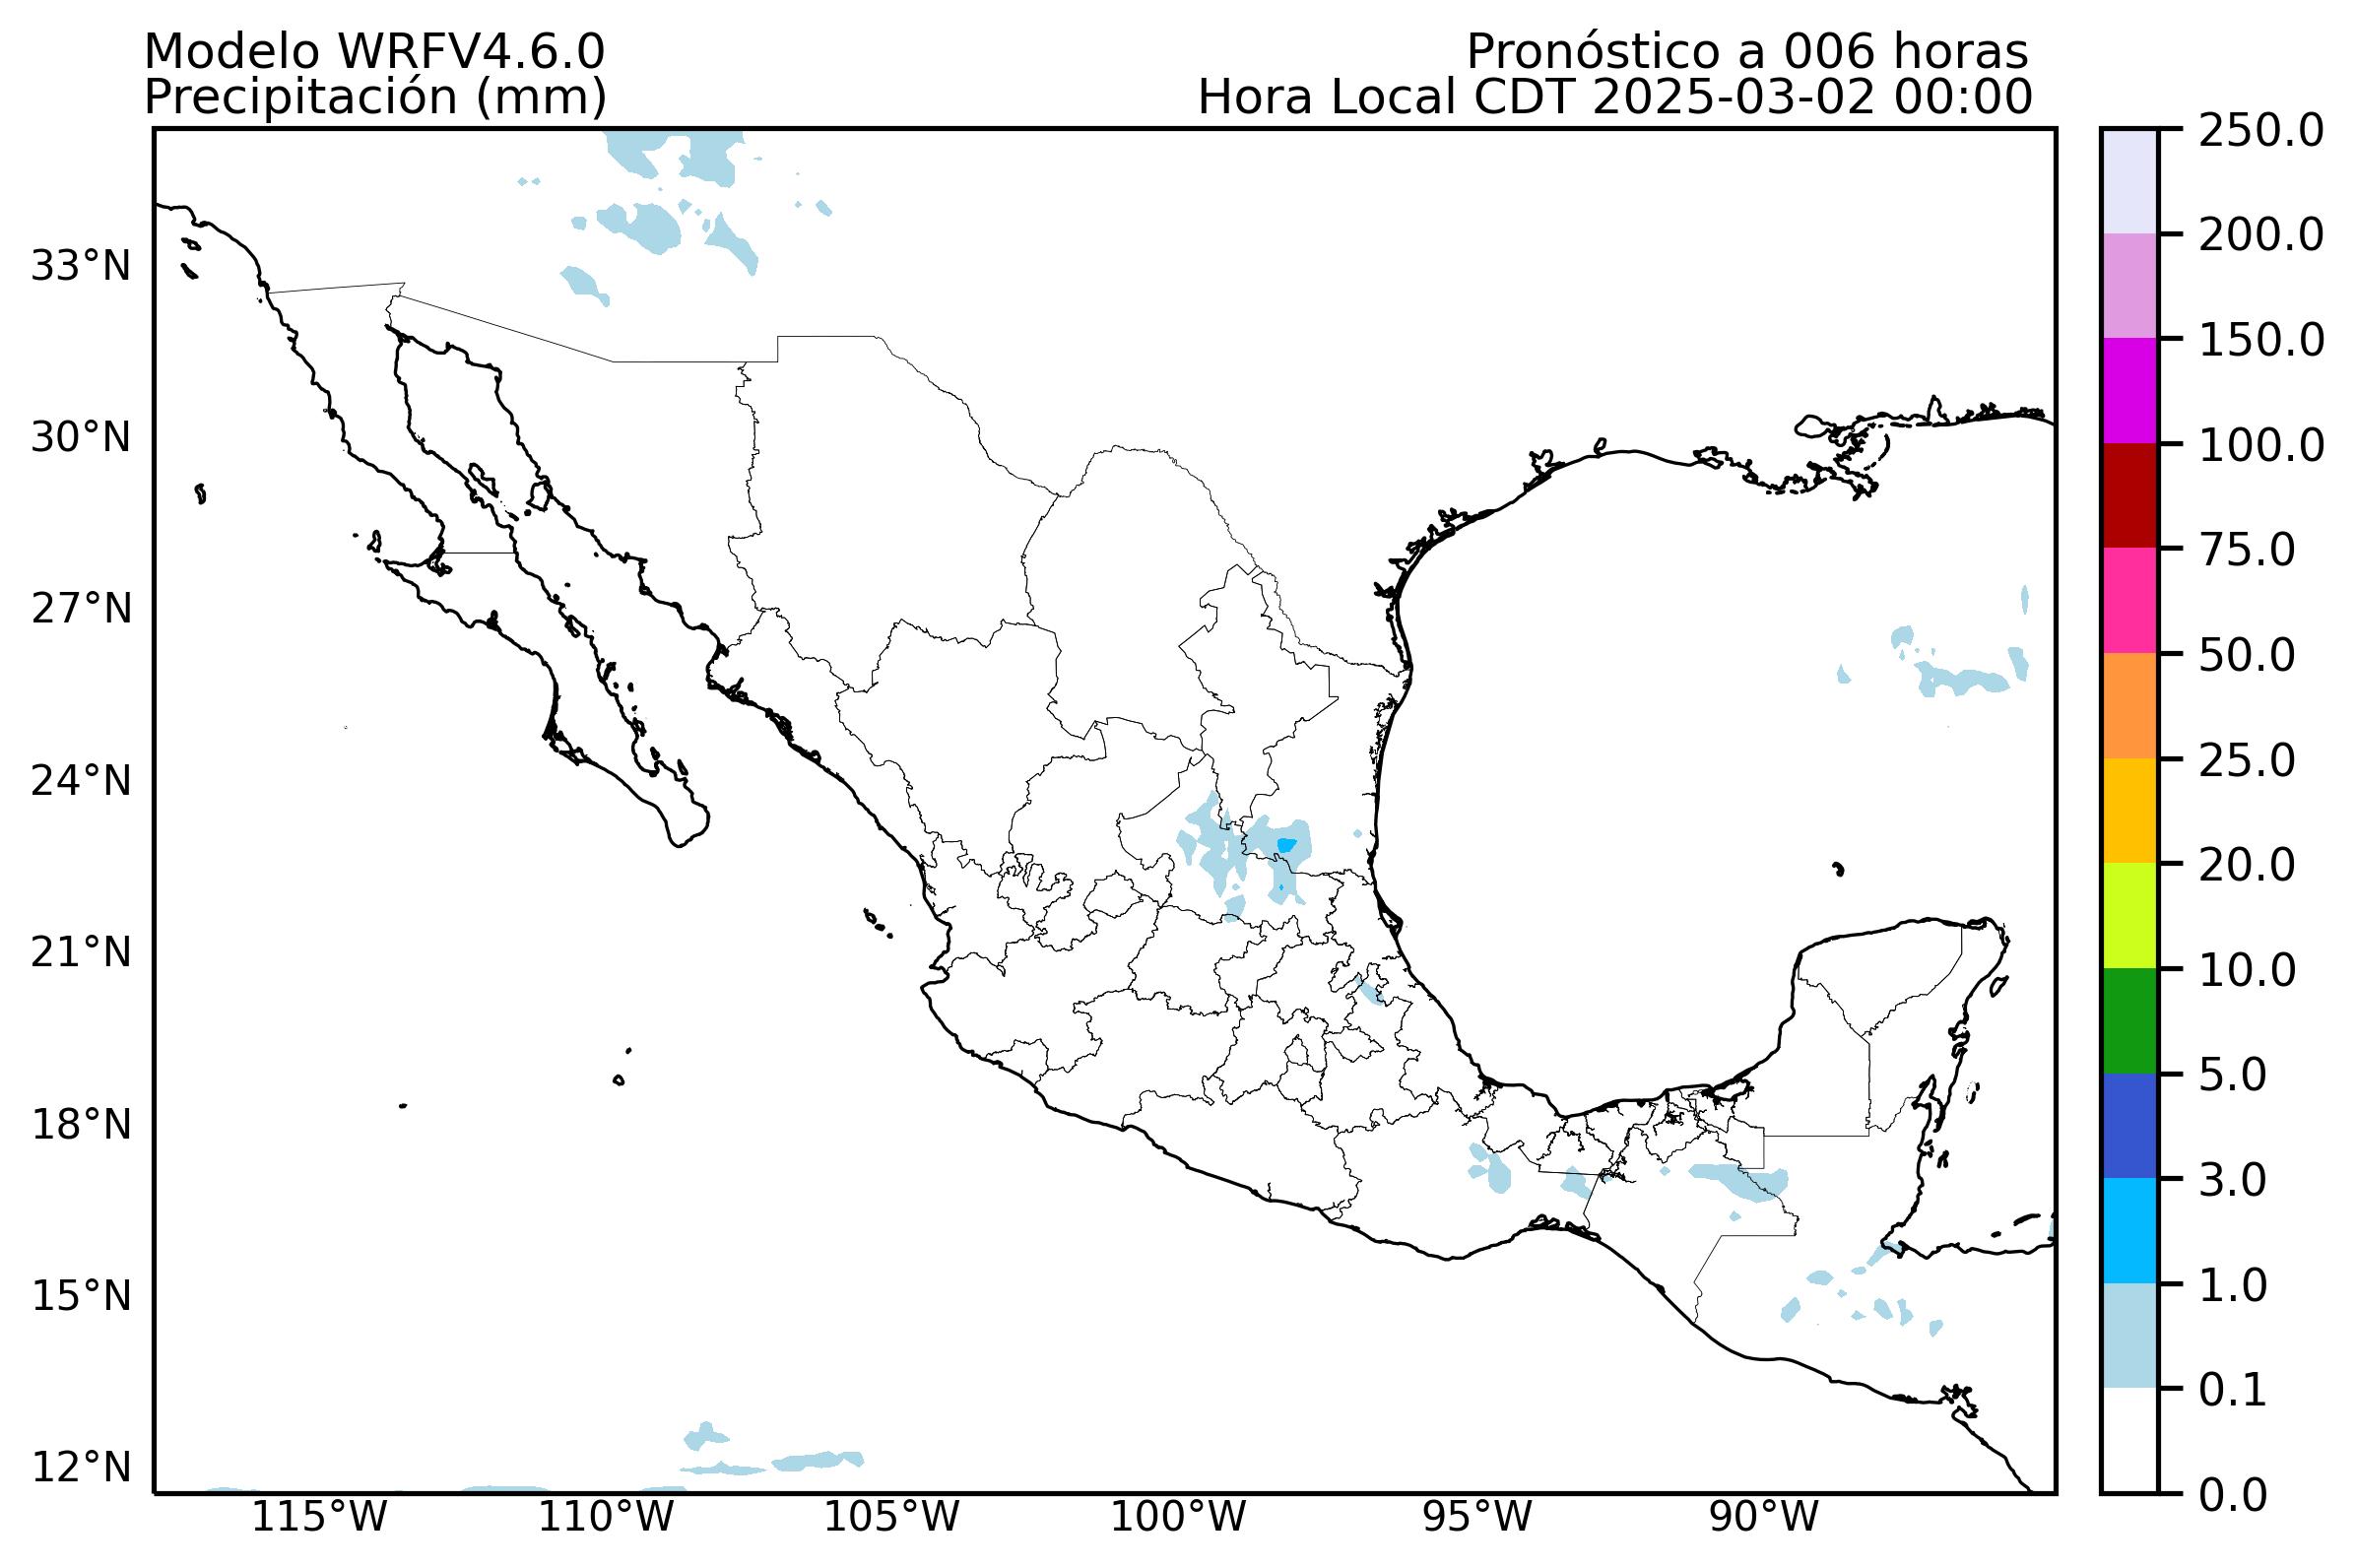 Modelo WRFV4.6.0
Precipitación (mm)
Pronóstico a 006 horas
Hora Local CDT 2025-03-02 00:00
33°N
30°N
27°N
24°N
21°N
18°N
15°N
12°N
115°W
110°W
105°W
100°W
95°W
90°W
250.0
200.0
150.0
100.0
75.0
50.0
25.0
20.0
10.0
5.0
3.0
1.0
0.1
0.0